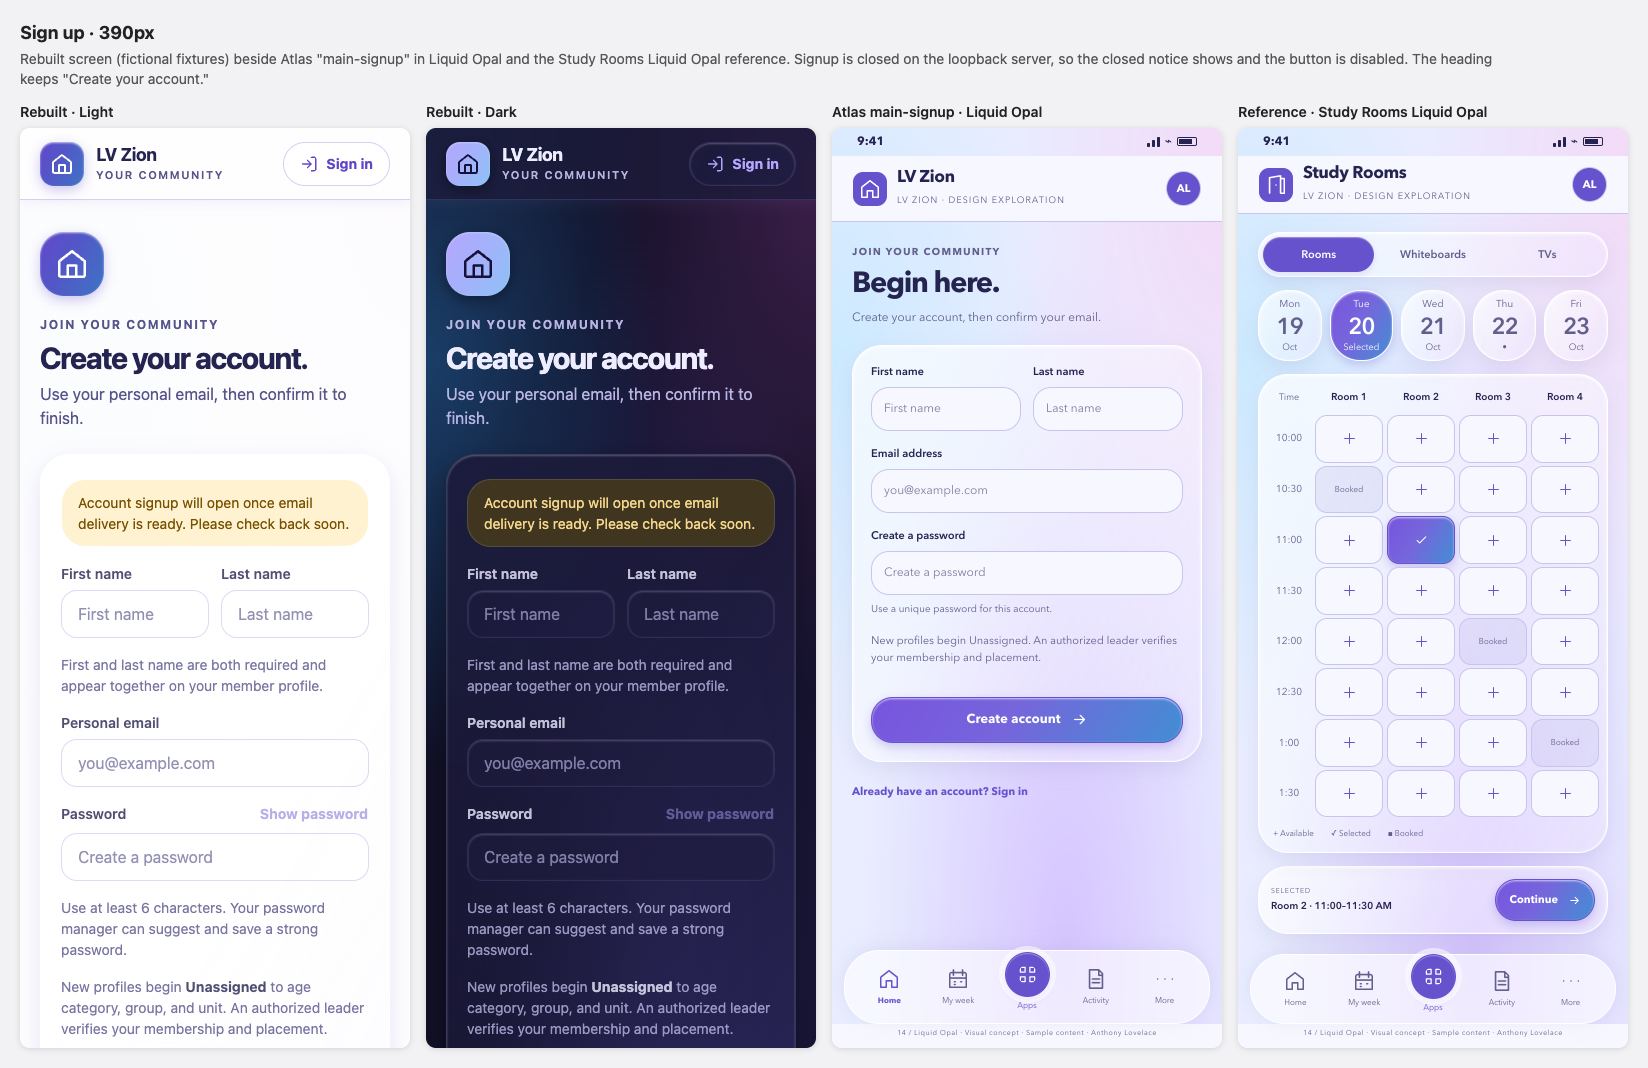 Sign up · 390px
Rebuilt screen (fictional fixtures) beside Atlas "main-signup" in Liquid Opal and the Study Rooms Liquid Opal reference. Signup is closed on the loopback server, so the closed notice shows and the button is disabled. The heading
keeps "Create your account."
Rebuilt · Light
LV Zion
YOUR COMMUNITY
Sign in
JOIN YOUR COMMUNITY
Create your account.
Use your personal email, then confirm it to
finish.
Account signup will open once email
delivery is ready. Please check back soon.
First name
Last name
First name
Last name
First and last name are both required and
appear together on your member profile.
Personal email
you@example.com
Password
Show password
Create a password
Use at least 6 characters. Your password
manager can suggest and save a strong
password.
New profiles begin Unassigned to age
category, group, and unit. An authorized leader
verifies your membership and placement.
Rebuilt · Dark
LV Zion
YOUR COMMUNITY
Sign in
JOIN YOUR COMMUNITY
Create your account.
Use your personal email, then confirm it to
finish.
Account signup will open once email
delivery is ready. Please check back soon.
First name
Last name
First name
Last name
First and last name are both required and
appear together on your member profile.
Personal email
you@example.com
Password
Show password
Create a password
Use at least 6 characters. Your password
manager can suggest and save a strong
password.
New profiles begin Unassigned to age
category, group, and unit. An authorized leader
verifies your membership and placement.
Atlas main-signup · Liquid Opal
9:41
LV Zion
LV ZION · DESIGN EXPLORATION
AL
JOIN YOUR COMMUNITY
Begin here.
Create your account, then confirm your email.
First name
Last name
First name
Last name
Email address
you@example.com
Create a password
Create a password
Use a unique password for this account.
New profiles begin Unassigned. An authorized leader verifies
your membership and placement.
Create account →
Already have an account? Sign in
Home
My week
Apps
Activity
More
14 / Liquid Opal · Visual concept · Sample content · Anthony Lovelace
Reference · Study Rooms Liquid Opal
9:41
Study Rooms
LV ZION · DESIGN EXPLORATION
AL
Rooms
Whiteboards
TVs
Mon
19
Oct
Tue
20
Selected
Wed
21
Oct
Thu
22
•
Fri
23
Oct
Time
Room 1
Room 2
Room 3
Room 4
10:00 + + + +
10:30 Booked + + +
11:00 + ✓ + +
11:30 + + + +
12:00 + + Booked +
12:30 + + + +
1:00 + + + Booked
1:30 + + + +
+ Available
✓ Selected
■ Booked
SELECTED
Room 2 · 11:00–11:30 AM
Continue →
Home
My week
Apps
Activity
More
14 / Liquid Opal · Visual concept · Sample content · Anthony Lovelace